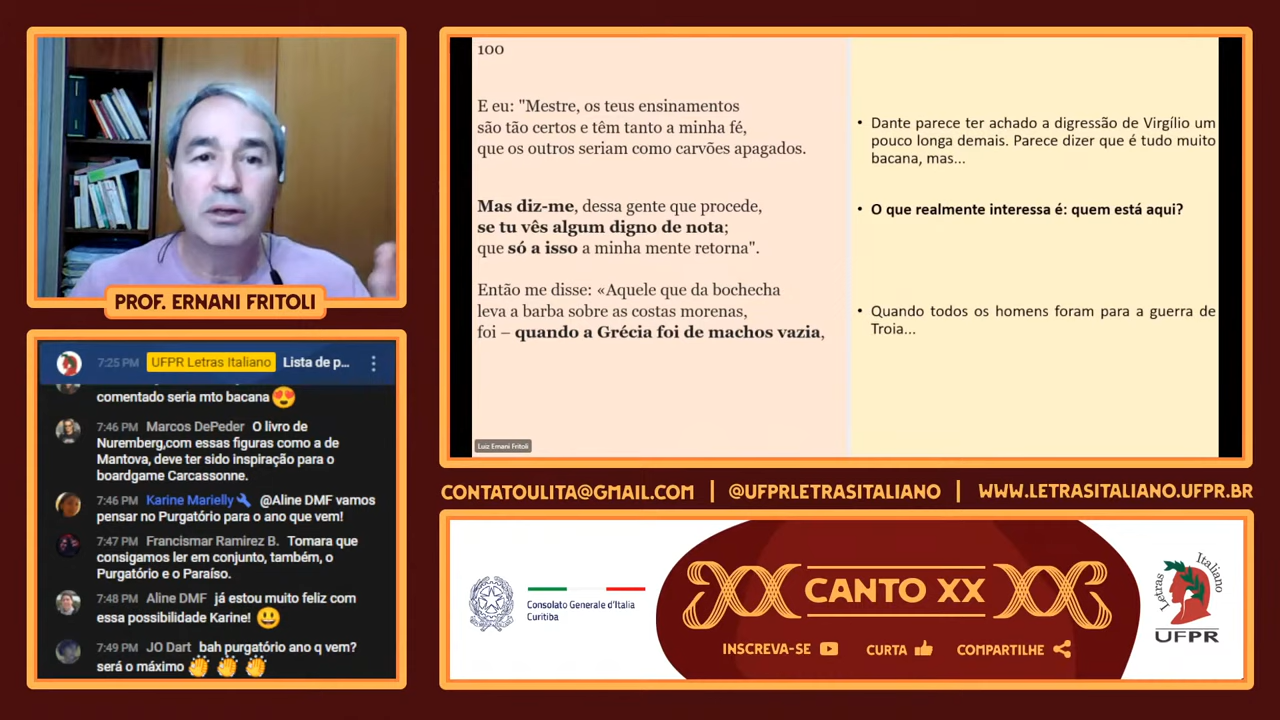 PROF. ERNANI FRITOLI
7:25 PM UFPR Letras Italiano Lista de p...
comentado seria mto bacana
7:46 PM Marcos DePeder O livro de
Nuremberg,com essas figuras como a de
Mantova, deve ter sido inspiração para o
boardgame Carcassonne.
7:46 PM Karine Marielly @Aline DMF vamos
pensar no Purgatório para o ano que vem!
7:47 PM Francismar Ramirez B. Tomara que
consigamos ler em conjunto, também, o
Purgatório e o Paraíso.
7:48 PM Aline DMF já estou muito feliz com
essa possibilidade Karine!
7:49 PM JO Dart bah purgatório ano q vem?
será o máximo
100
E eu: "Mestre, os teus ensinamentos
são tão certos e têm tanto a minha fé,
que os outros seriam como carvões apagados.
Mas diz-me, dessa gente que procede,
se tu vês algum digno de nota;
que só a isso a minha mente retorna".
Então me disse: «Aquele que da bochecha
leva a barba sobre as costas morenas,
foi – quando a Grécia foi de machos vazia,
Luiz Ernani Fritoli
• Dante parece ter achado a digressão de Virgílio um
pouco longa demais. Parece dizer que é tudo muito
bacana, mas...
• O que realmente interessa é: quem está aqui?
• Quando todos os homens foram para a guerra de
Troia...
CONTATOULITA@GMAIL.COM | @UFPRLETRASITALIANO | WWW.LETRASITALIANO.UFPR.BR
Consolato Generale d'Italia
Curitiba
XX CANTO XX XX
INSCREVA-SE CURTA COMPARTILHE
Letras Italiano
UFPR